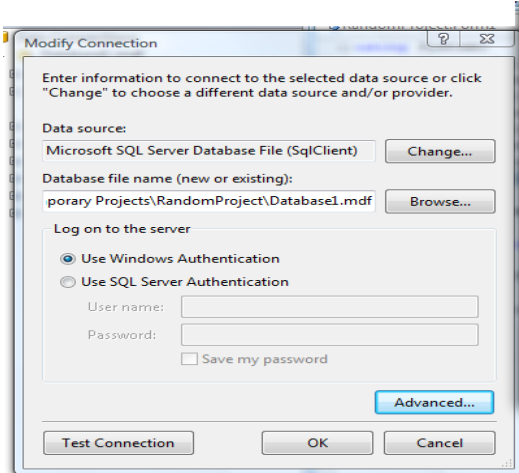 RandomProject.Form1
Modify Connection
Enter information to connect to the selected data source or click
"Change" to choose a different data source and/or provider.
Data source:
Microsoft SQL Server Database File (SqlClient)
Change...
Database file name (new or existing):
porary Projects\RandomProject\Database1.mdf
Browse...
Log on to the server
Use Windows Authentication
Use SQL Server Authentication
User name:
Password:
Save my password
Advanced...
Test Connection
OK
Cancel